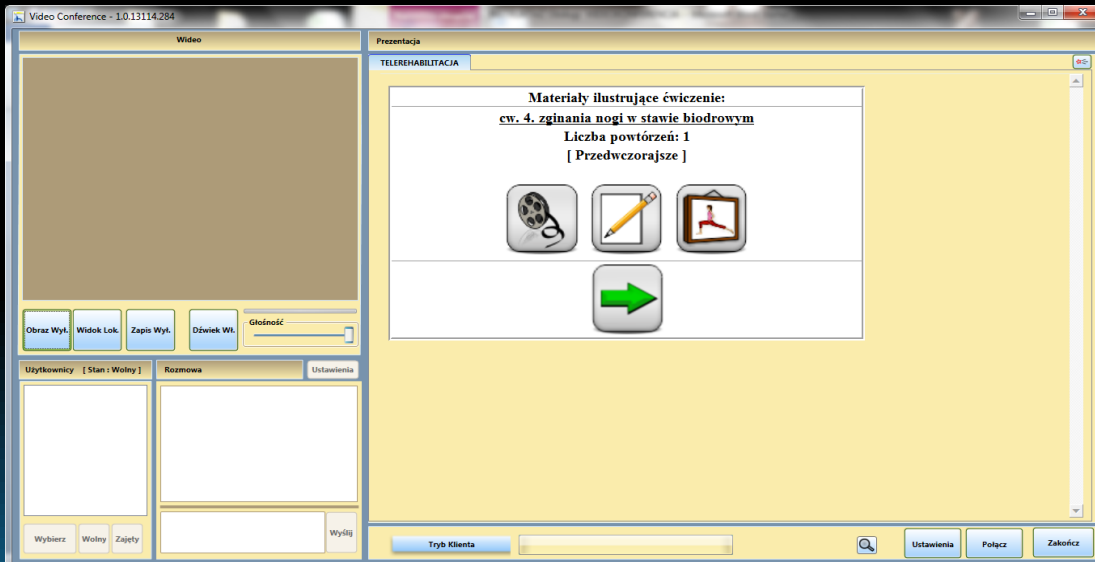 Video Conference - 1.0.13114.284
Wideo
Obraz Wył.
Widok Lok.
Zapis Wył.
Dźwiek Wł.
Głośność
Użytkownicy [ Stan : Wolny ]
Rozmowa
Ustawienia
Wybierz
Wolny
Zajęty
Wyślij
Prezentacja
TELEREHABILITACJA
Materiały ilustrujące ćwiczenie:
cw. 4. zginania nogi w stawie biodrowym
Liczba powtórzeń: 1
[ Przedwczorajsze ]
Tryb Klienta
Ustawienia
Połącz
Zakończ